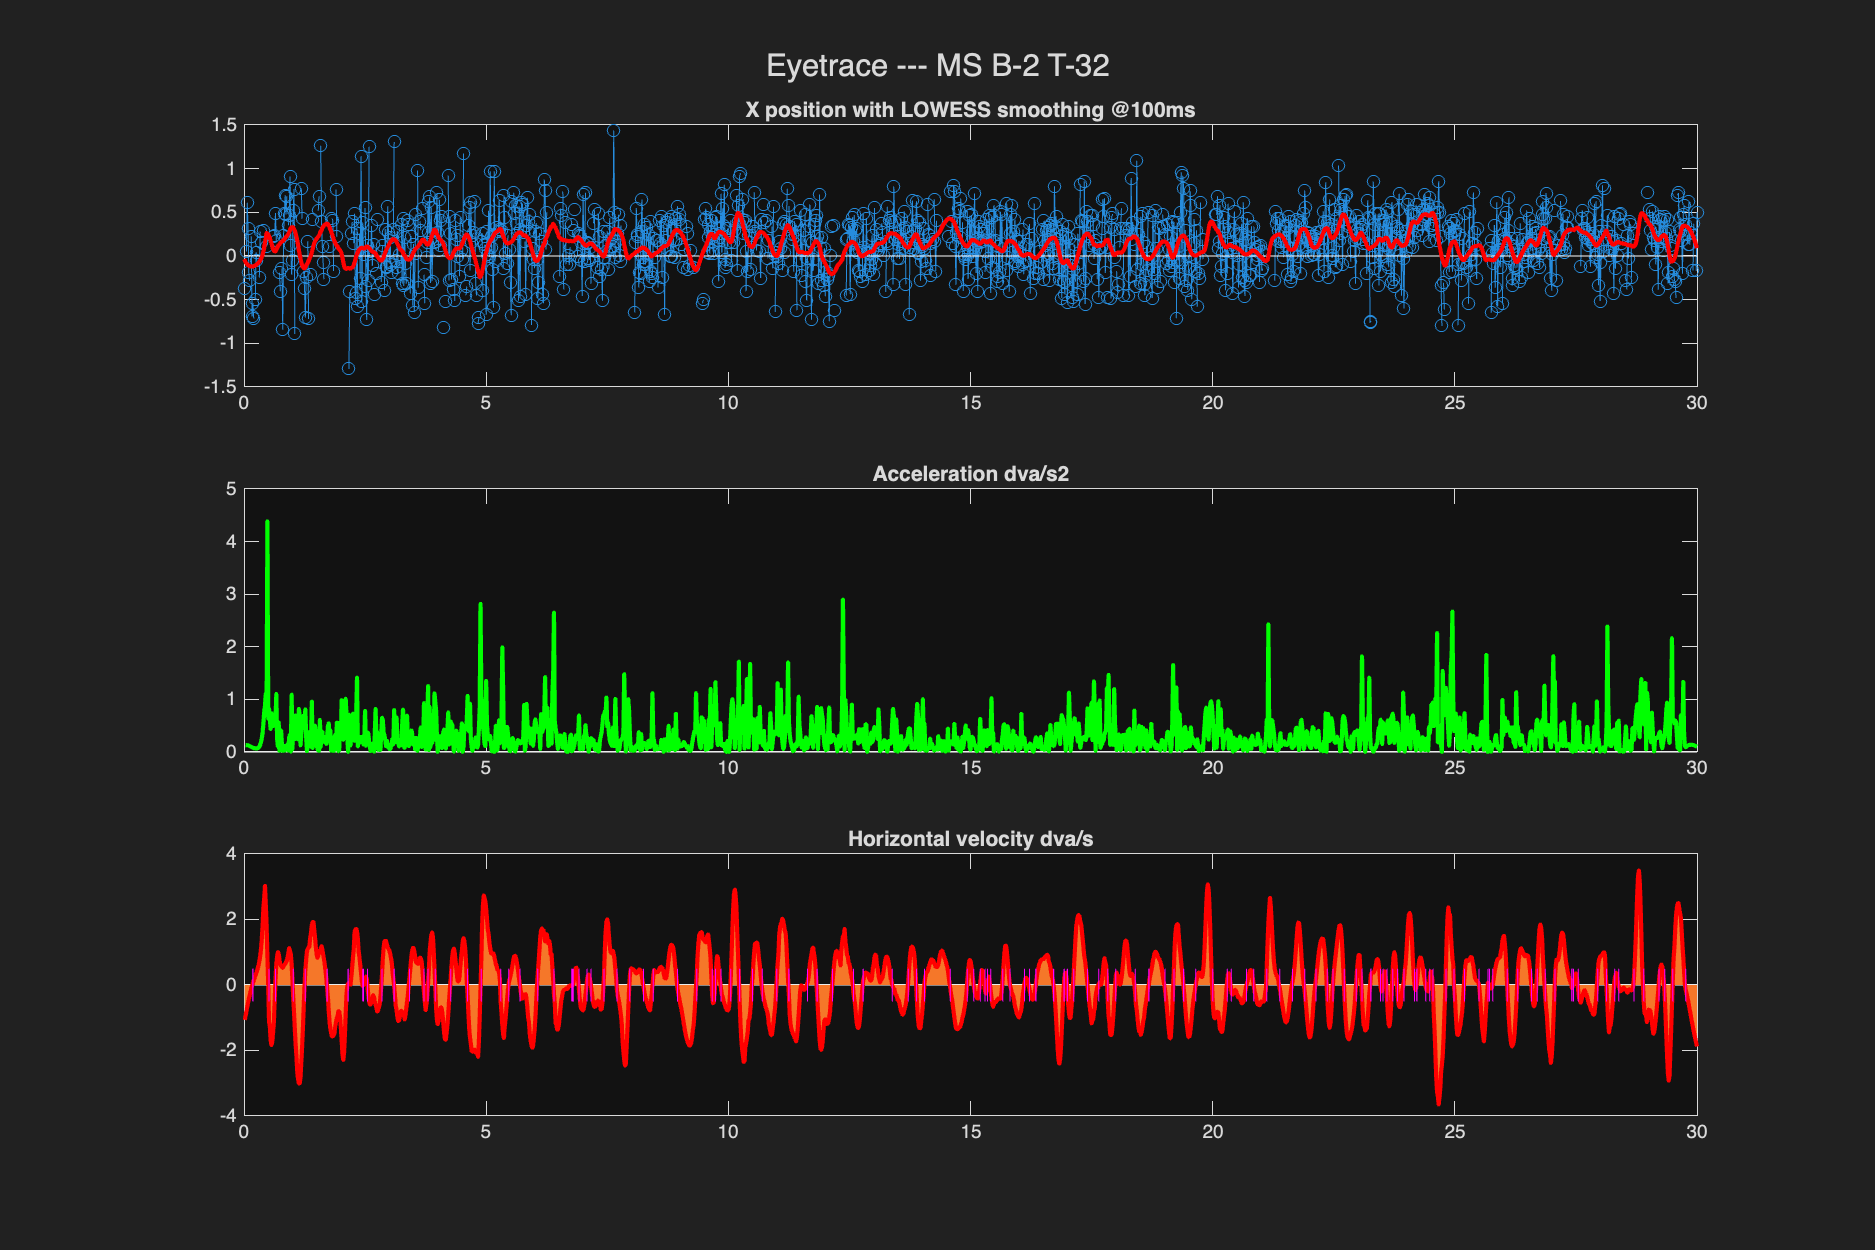 Eyetrace --- MS B-2 T-32
X position with LOWESS smoothing @100ms
1.5
1
0.5
0
-0.5
-1
-1.5
0 5 10 15 20 25 30
Acceleration dva/s2
5
4
3
2
1
0
0 5 10 15 20 25 30
Horizontal velocity dva/s
4
2
0
-2
-4
0 5 10 15 20 25 30